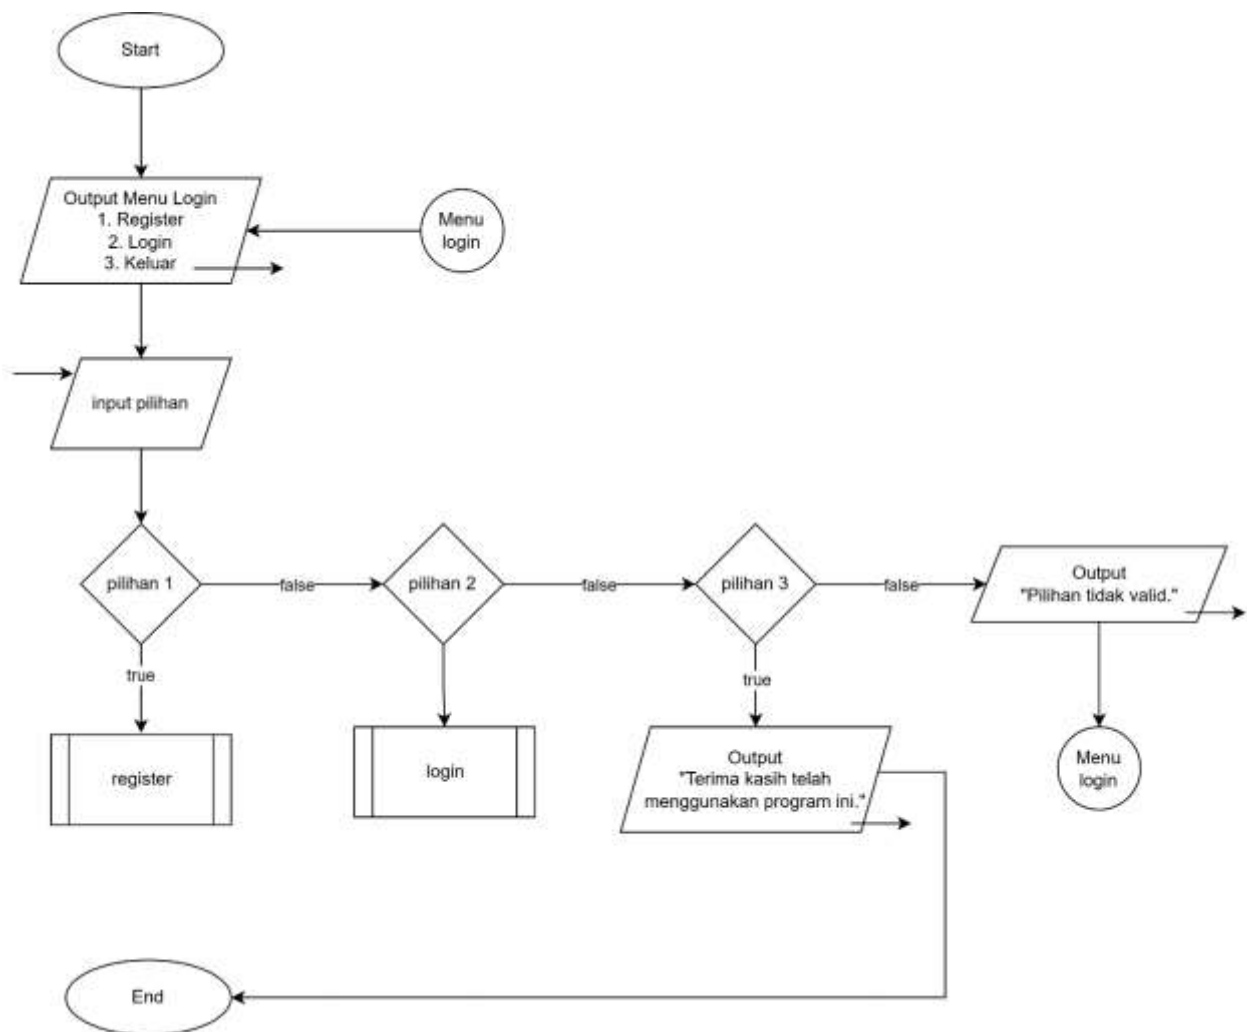 Start
Output Menu Login
1. Register
2. Login
3. Keluar
Menu
login
input pilihan
pilihan 1
false
pilihan 2
false
pilihan 3
false
Output
"Pilihan tidak valid."
true
true
register
login
Output
"Terima kasih telah
menggunakan program ini."
Menu
login
End